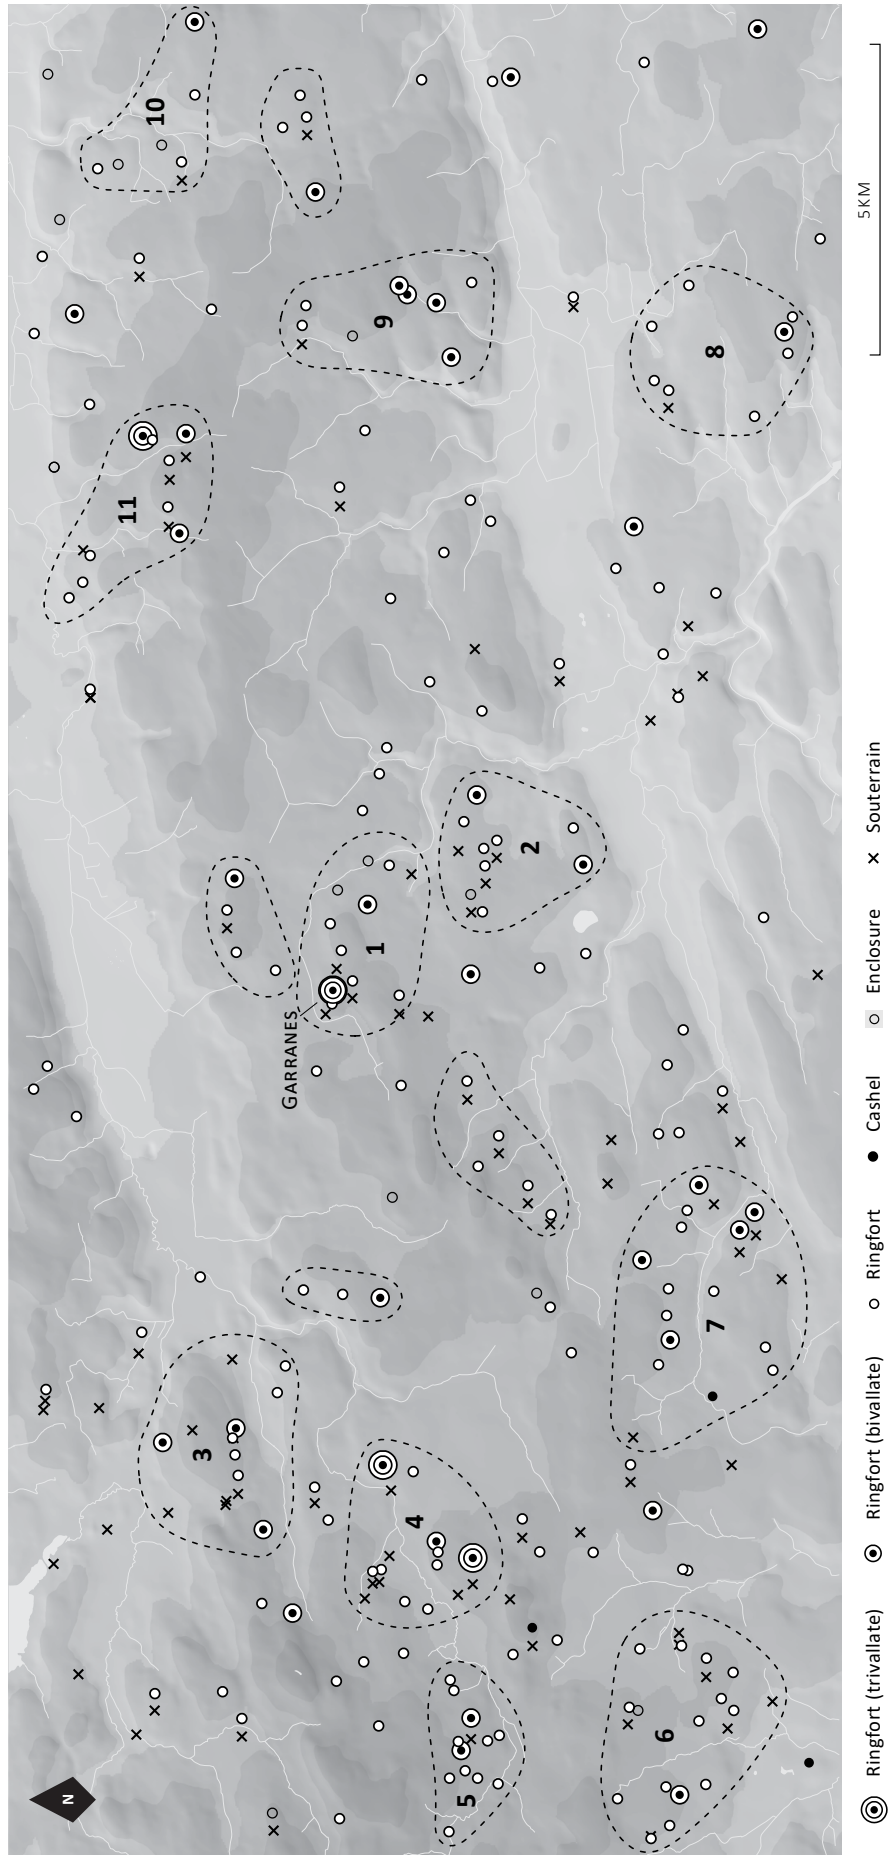 N
10
9
8
11
1
2
GARRANES
3
4
7
5
6
5KM
Ringfort (trivallate)
Ringfort (bivallate)
Ringfort
Cashel
Enclosure
Souterrain